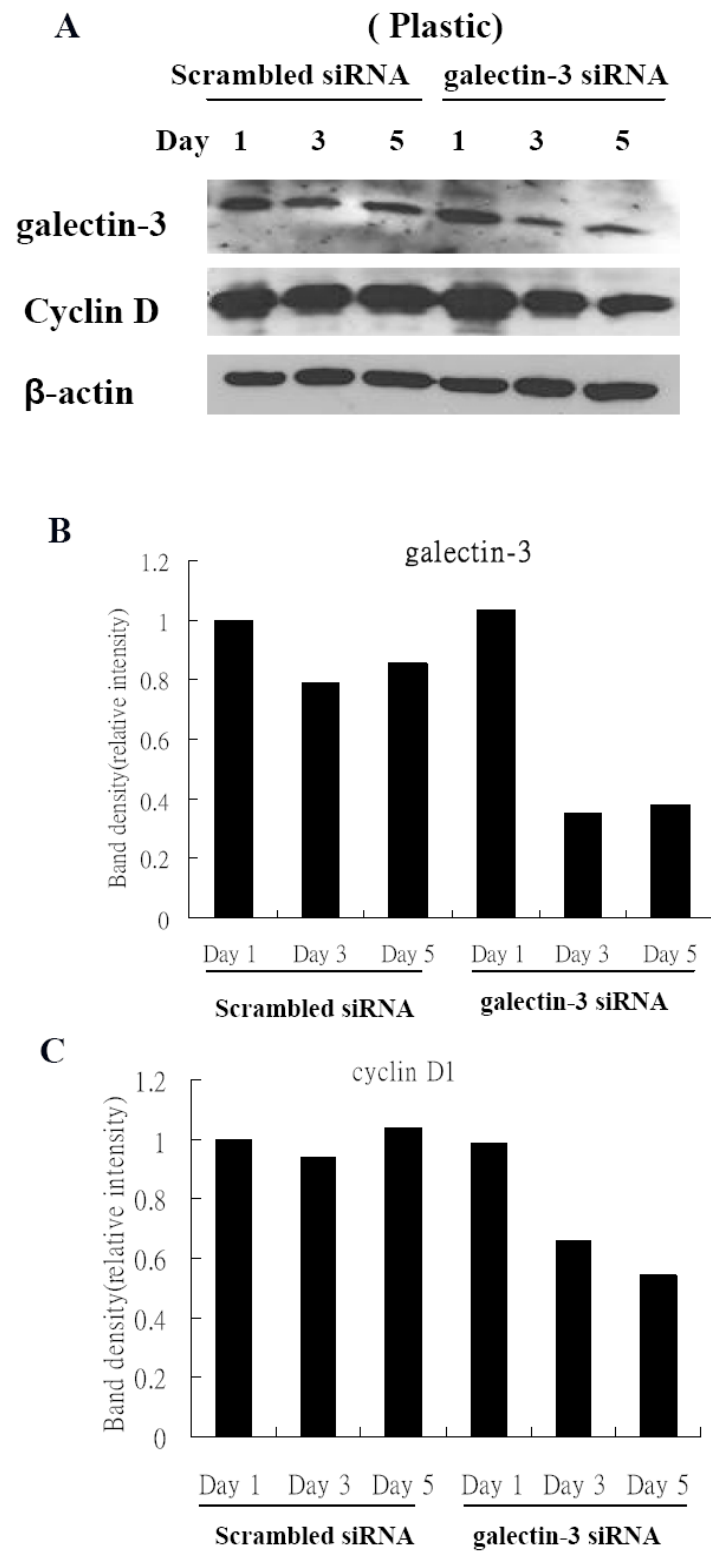 A
( Plastic)
Scrambled siRNA galectin-3 siRNA
Day 1 3 5 1 3 5
galectin-3
Cyclin D
β-actin
B
galectin-3
Band density(relative intensity)
1.2
1
0.8
0.6
0.4
0.2
0
Day 1 Day 3 Day 5 Day 1 Day 3 Day 5
Scrambled siRNA galectin-3 siRNA
C
cyclin D1
Band density(relative intensity)
1.2
1
0.8
0.6
0.4
0.2
0
Day 1 Day 3 Day 5 Day 1 Day 3 Day 5
Scrambled siRNA galectin-3 siRNA